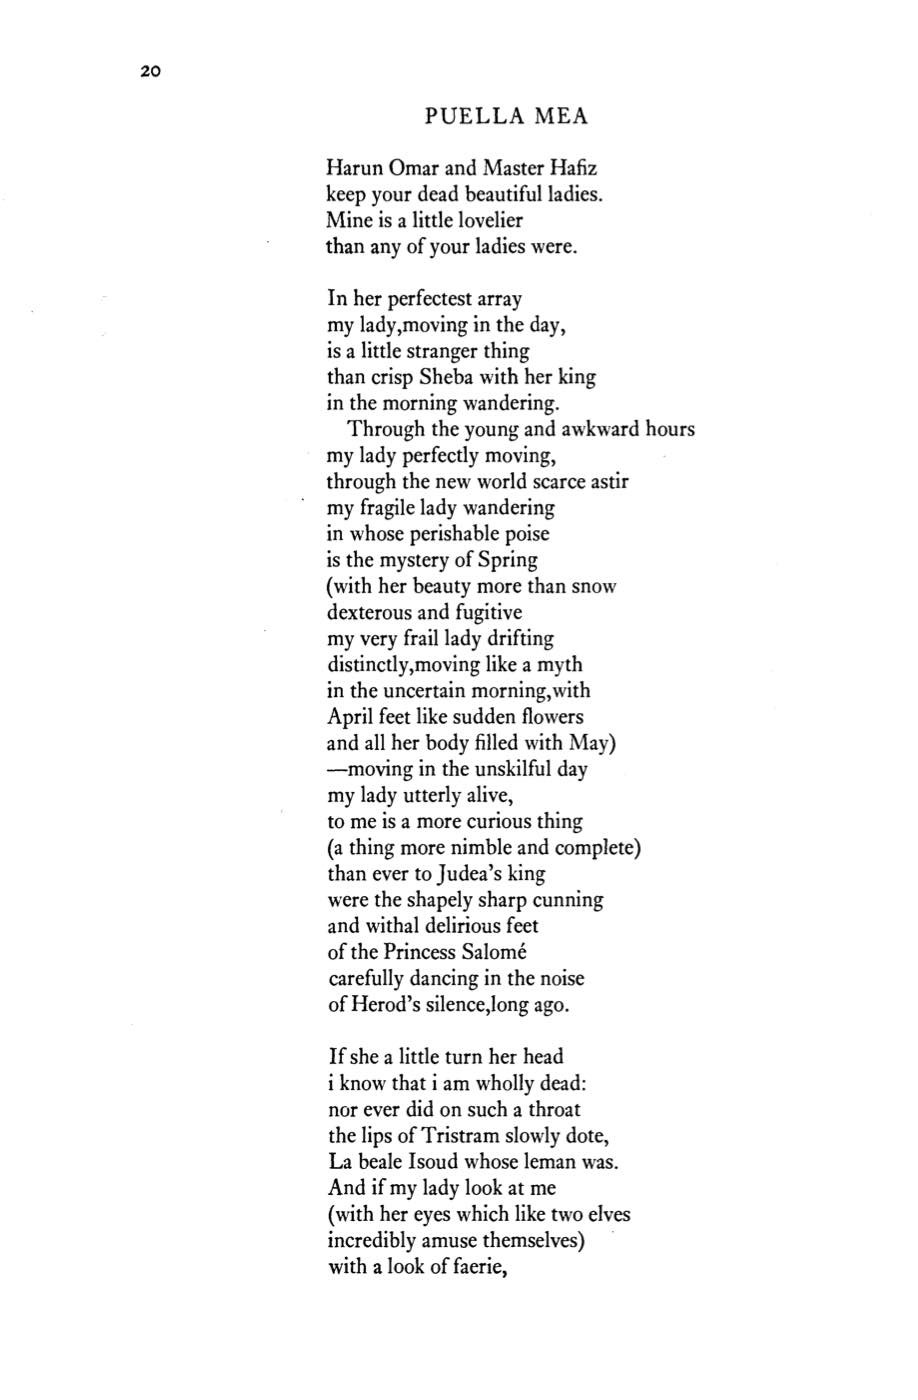 20
PUELLA MEA
Harun Omar and Master Hafiz
keep your dead beautiful ladies.
Mine is a little lovelier
than any of your ladies were.
In her perfectest array
my lady,moving in the day,
is a little stranger thing
than crisp Sheba with her king
in the morning wandering.
Through the young and awkward hours
my lady perfectly moving,
through the new world scarce astir
my fragile lady wandering
in whose perishable poise
is the mystery of Spring
(with her beauty more than snow
dexterous and fugitive
my very frail lady drifting
distinctly,moving like a myth
in the uncertain morning,with
April feet like sudden flowers
and all her body filled with May)
—moving in the unskilful day
my lady utterly alive,
to me is a more curious thing
(a thing more nimble and complete)
than ever to Judea's king
were the shapely sharp cunning
and withal delirious feet
of the Princess Salomé
carefully dancing in the noise
of Herod's silence,long ago.
If she a little turn her head
i know that i am wholly dead:
nor ever did on such a throat
the lips of Tristram slowly dote,
La beale Isoud whose leman was.
And if my lady look at me
(with her eyes which like two elves
incredibly amuse themselves)
with a look of faerie,